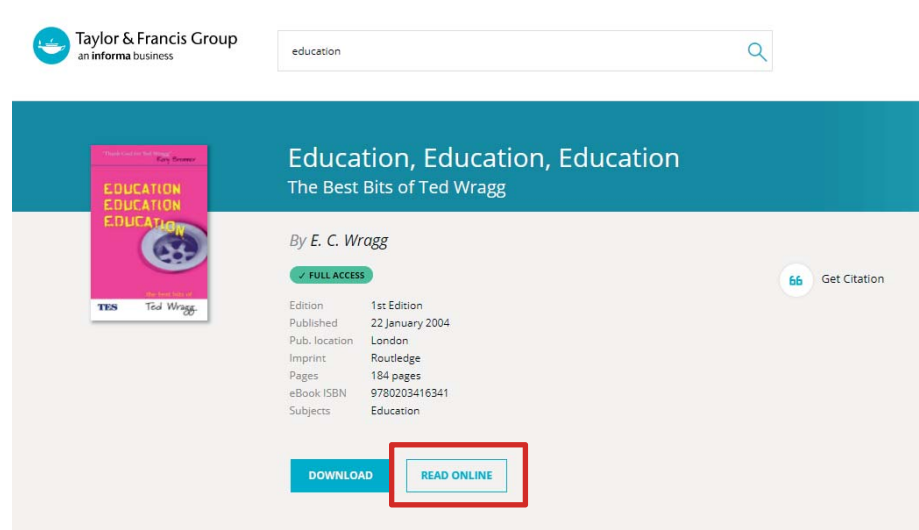 Taylor & Francis Group
an informa business
education
Education, Education, Education
The Best Bits of Ted Wragg
EDUCATION
EDUCATION
EDUCATION
TES Ted Wragg
By E. C. Wragg
✓ FULL ACCESS
66 Get Citation
Edition 1st Edition
Published 22 January 2004
Pub. location London
Imprint Routledge
Pages 184 pages
eBook ISBN 9780203416341
Subjects Education
DOWNLOAD READ ONLINE